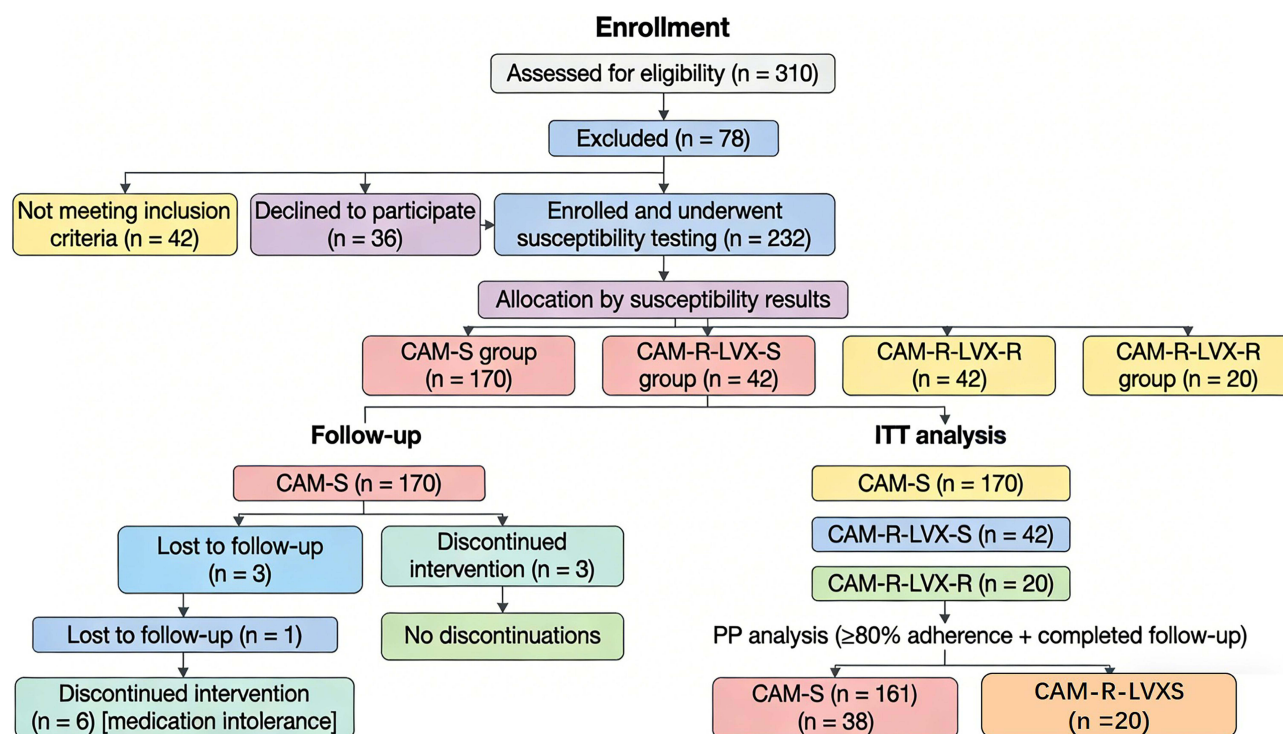 Enrollment
Assessed for eligibility (n = 310)
Excluded (n = 78)
Not meeting inclusion
criteria (n = 42)
Declined to participate
(n = 36)
Enrolled and underwent
susceptibility testing (n = 232)
Allocation by susceptibility results
CAM-S group
(n = 170)
CAM-R-LVX-S
group (n = 42)
CAM-R-LVX-R
(n = 42)
CAM-R-LVX-R
group (n = 20)
Follow-up
CAM-S (n = 170)
Lost to follow-up
(n = 3)
Discontinued
intervention (n = 3)
Lost to follow-up (n = 1)
No discontinuations
Discontinued intervention
(n = 6) [medication intolerance]
ITT analysis
CAM-S (n = 170)
CAM-R-LVX-S (n = 42)
CAM-R-LVX-R (n = 20)
PP analysis (≥80% adherence + completed follow-up)
CAM-S (n = 161)
(n = 38)
CAM-R-LVXS
(n =20)